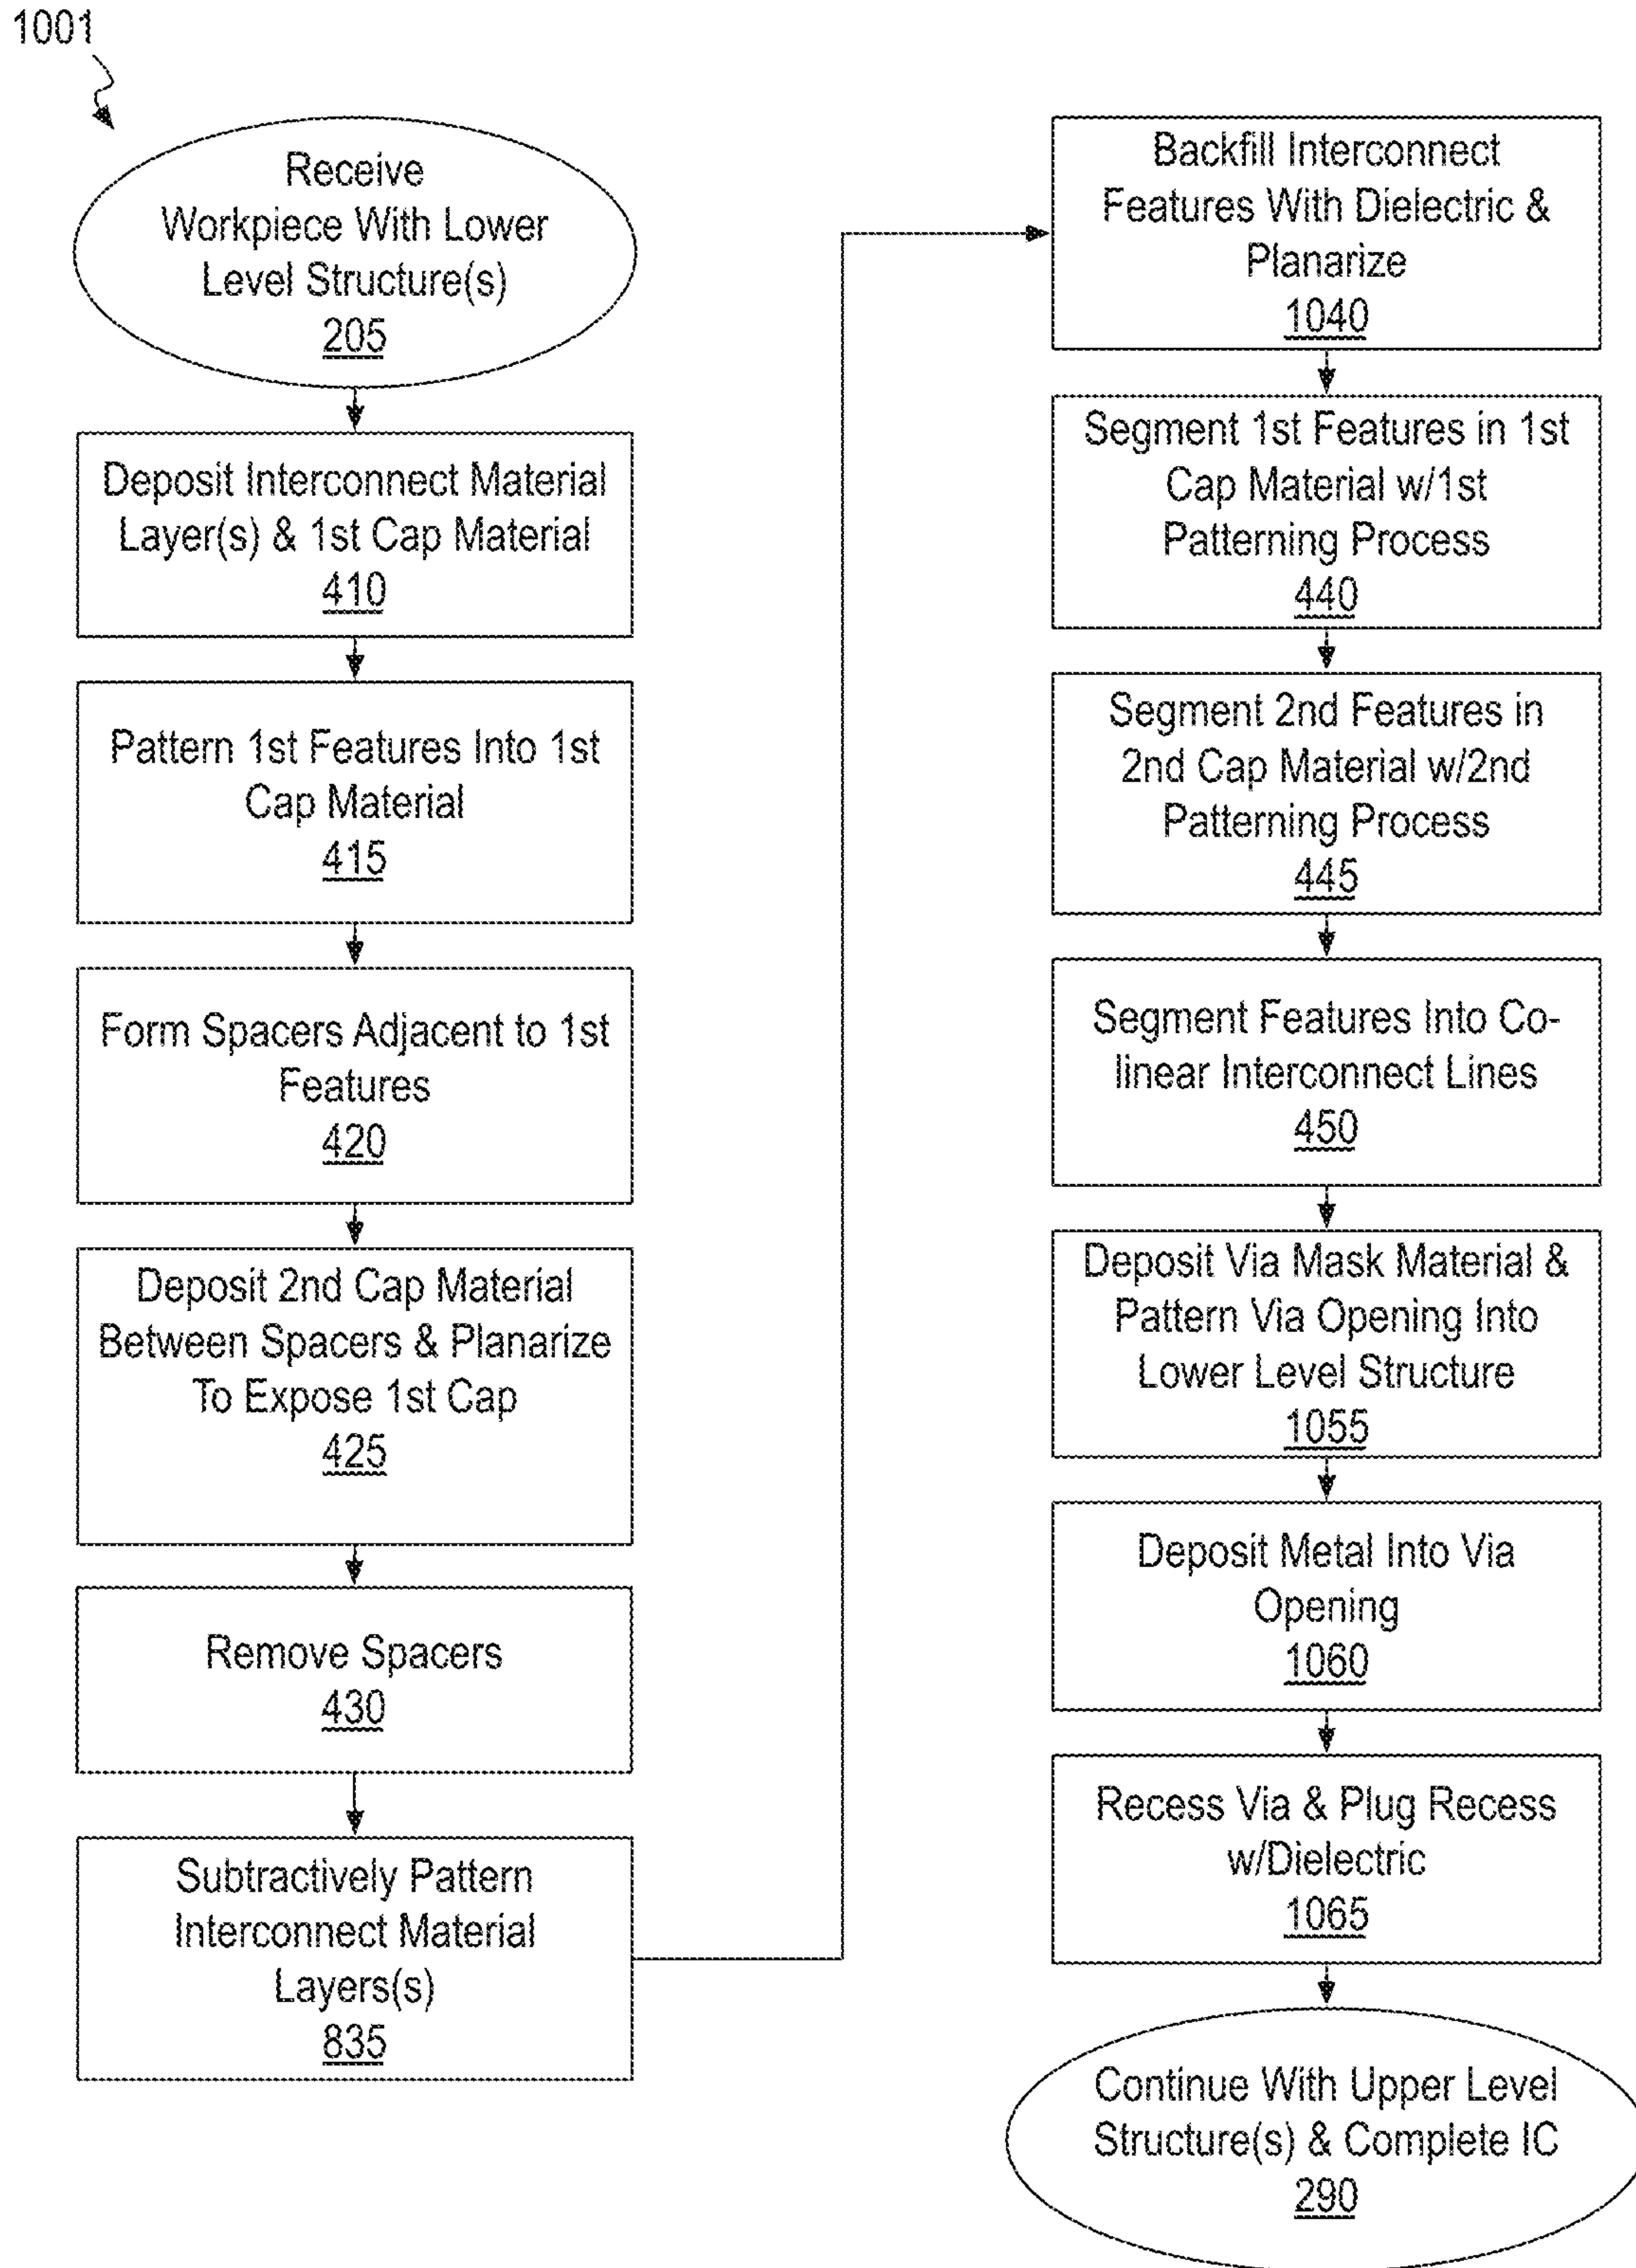 1001
Receive
Workpiece With Lower
Level Structure(s)
205
Deposit Interconnect Material
Layer(s) & 1st Cap Material
410
Pattern 1st Features Into 1st
Cap Material
415
Form Spacers Adjacent to 1st
Features
420
Deposit 2nd Cap Material
Between Spacers & Planarize
To Expose 1st Cap
425
Remove Spacers
430
Subtractively Pattern
Interconnect Material
Layers(s)
835
Backfill Interconnect
Features With Dielectric &
Planarize
1040
Segment 1st Features in 1st
Cap Material w/1st
Patterning Process
440
Segment 2nd Features in
2nd Cap Material w/2nd
Patterning Process
445
Segment Features Into Co-
linear Interconnect Lines
450
Deposit Via Mask Material &
Pattern Via Opening Into
Lower Level Structure
1055
Deposit Metal Into Via
Opening
1060
Recess Via & Plug Recess
w/Dielectric
1065
Continue With Upper Level
Structure(s) & Complete IC
290